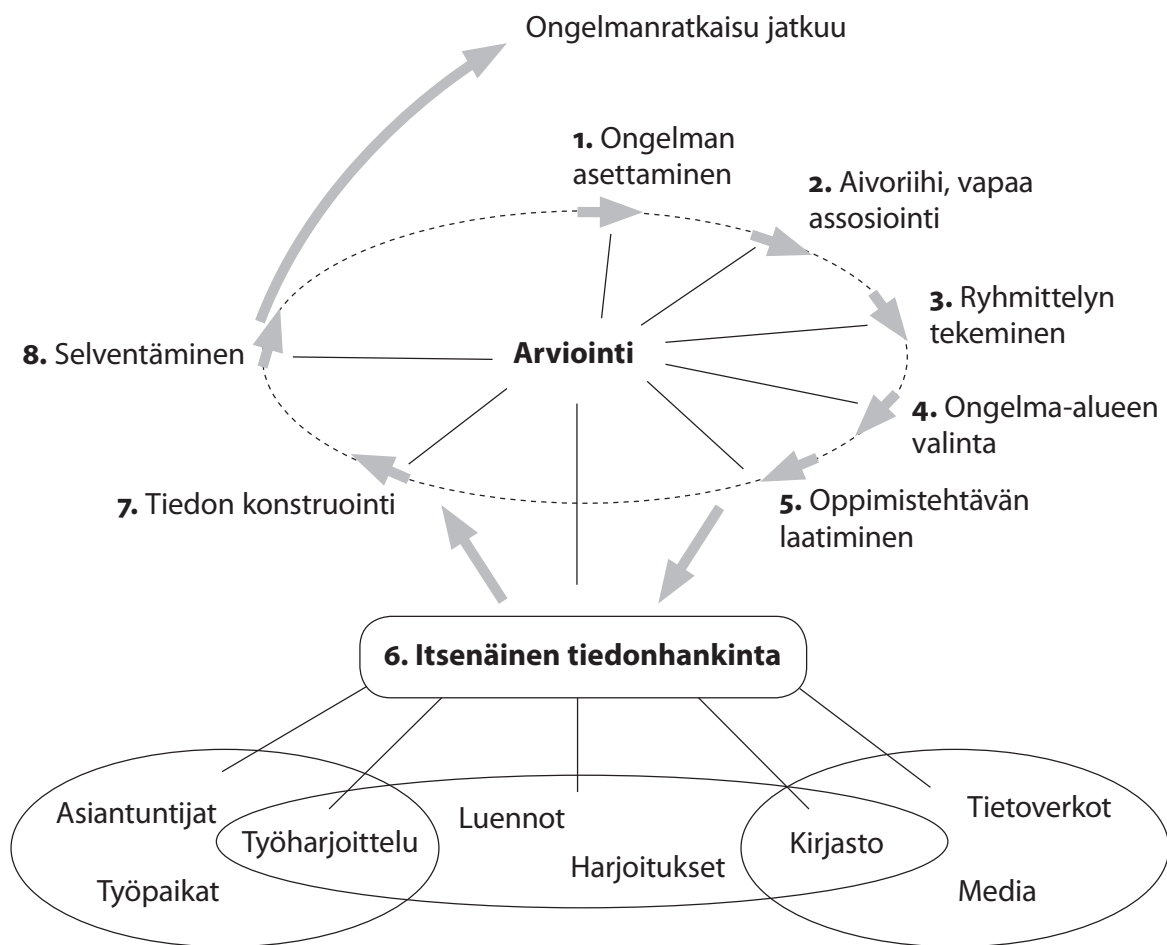 Ongelmanratkaisu jatkuu
1. Ongelman
asettaminen
2. Aivoriihi, vapaa
assosiointi
3. Ryhmittelyn
tekeminen
4. Ongelma-alueen
valinta
5. Oppimistehtävän
laatiminen
Arviointi
8. Selventäminen
7. Tiedon konstruointi
6. Itsenäinen tiedonhankinta
Asiantuntijat
Työharjoittelu
Työpaikat
Luennot
Harjoitukset
Kirjasto
Tietoverkot
Media